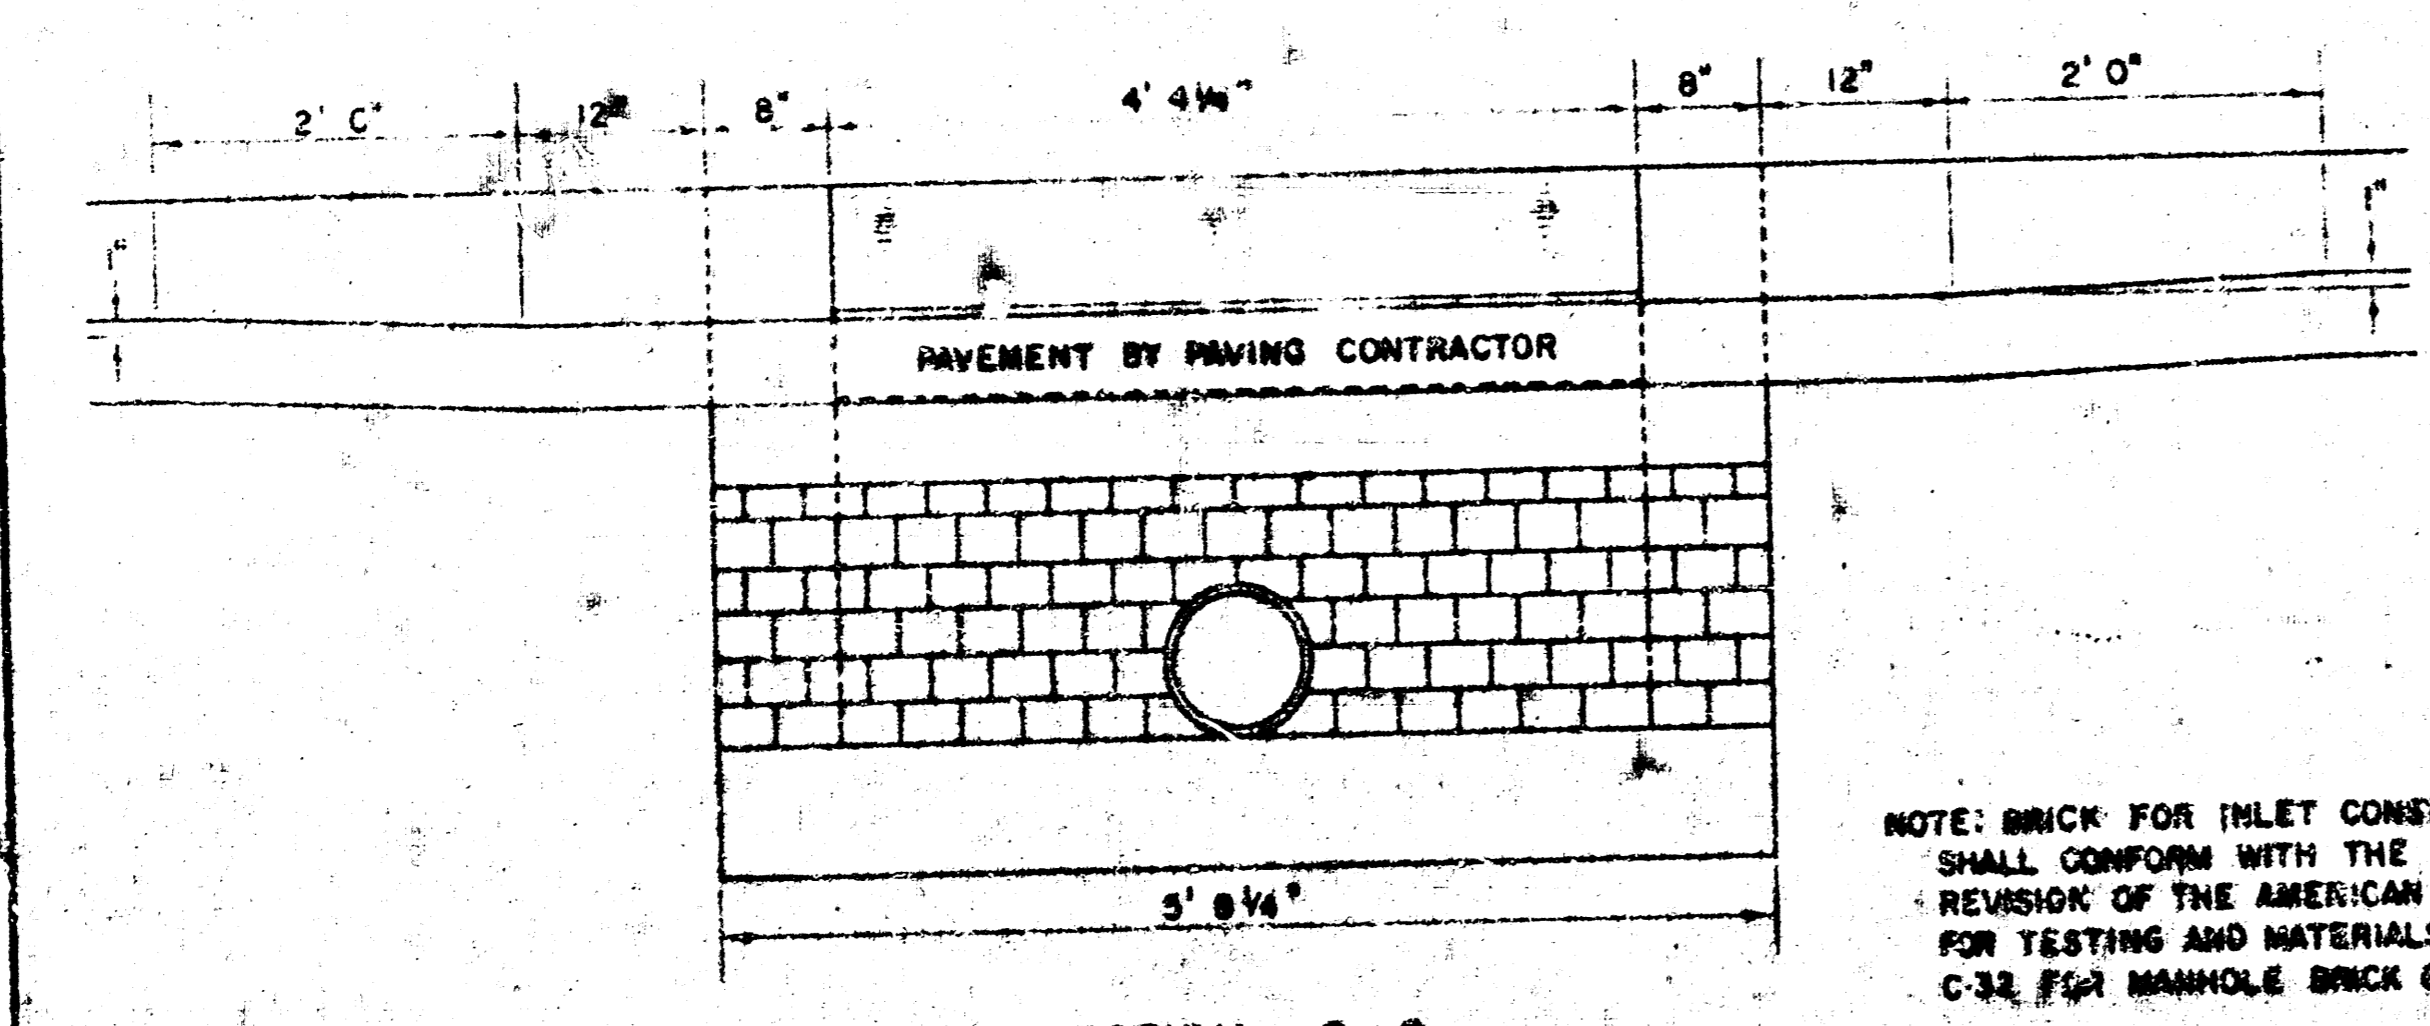 2' 0" 12" 8" 4' 4¼" 8" 12" 2' 0"
1" 1"
PAVEMENT BY PAVING CONTRACTOR
5' 8¼"
NOTE: BRICK FOR INLET CONS
SHALL CONFORM WITH THE
REVISION OF THE AMERICAN
FOR TESTING AND MATERIALS
C-32 FOR MANHOLE BRICK